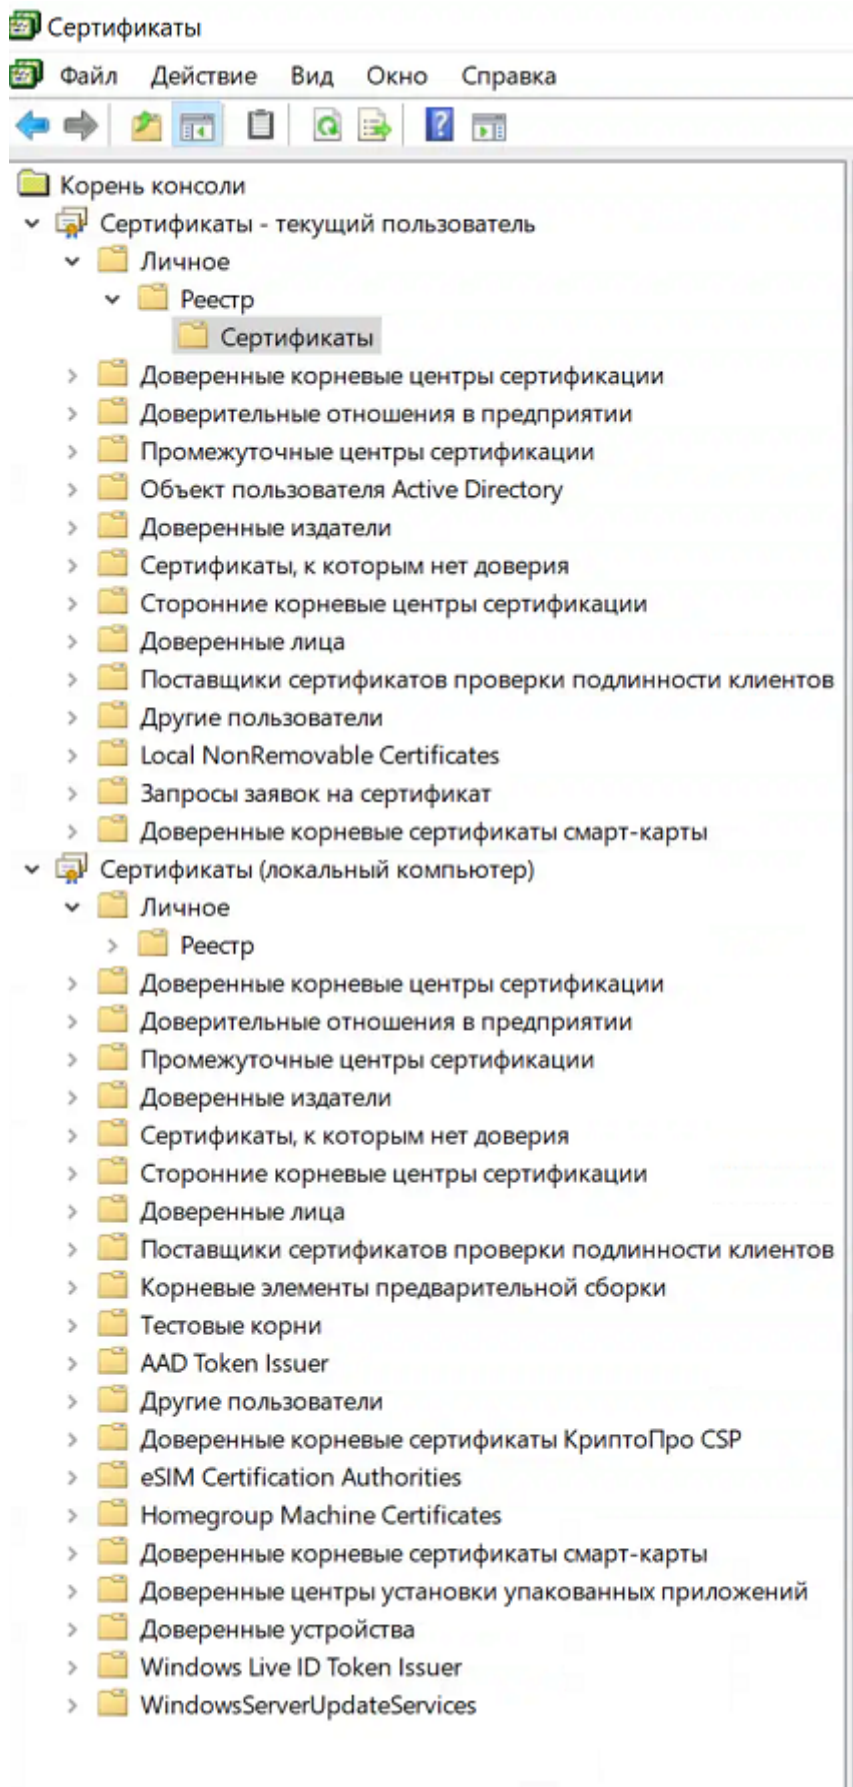 Сертификаты
Файл Действие Вид Окно Справка
Корень консоли
Сертификаты - текущий пользователь
Личное
Реестр
Сертификаты
Доверенные корневые центры сертификации
Доверительные отношения в предприятии
Промежуточные центры сертификации
Объект пользователя Active Directory
Доверенные издатели
Сертификаты, к которым нет доверия
Сторонние корневые центры сертификации
Доверенные лица
Поставщики сертификатов проверки подлинности клиентов
Другие пользователи
Local NonRemovable Certificates
Запросы заявок на сертификат
Доверенные корневые сертификаты смарт-карты
Сертификаты (локальный компьютер)
Личное
Реестр
Доверенные корневые центры сертификации
Доверительные отношения в предприятии
Промежуточные центры сертификации
Доверенные издатели
Сертификаты, к которым нет доверия
Сторонние корневые центры сертификации
Доверенные лица
Поставщики сертификатов проверки подлинности клиентов
Корневые элементы предварительной сборки
Тестовые корни
AAD Token Issuer
Другие пользователи
Доверенные корневые сертификаты КриптоПро CSP
eSIM Certification Authorities
Homegroup Machine Certificates
Доверенные корневые сертификаты смарт-карты
Доверенные центры установки упакованных приложений
Доверенные устройства
Windows Live ID Token Issuer
WindowsServerUpdateServices